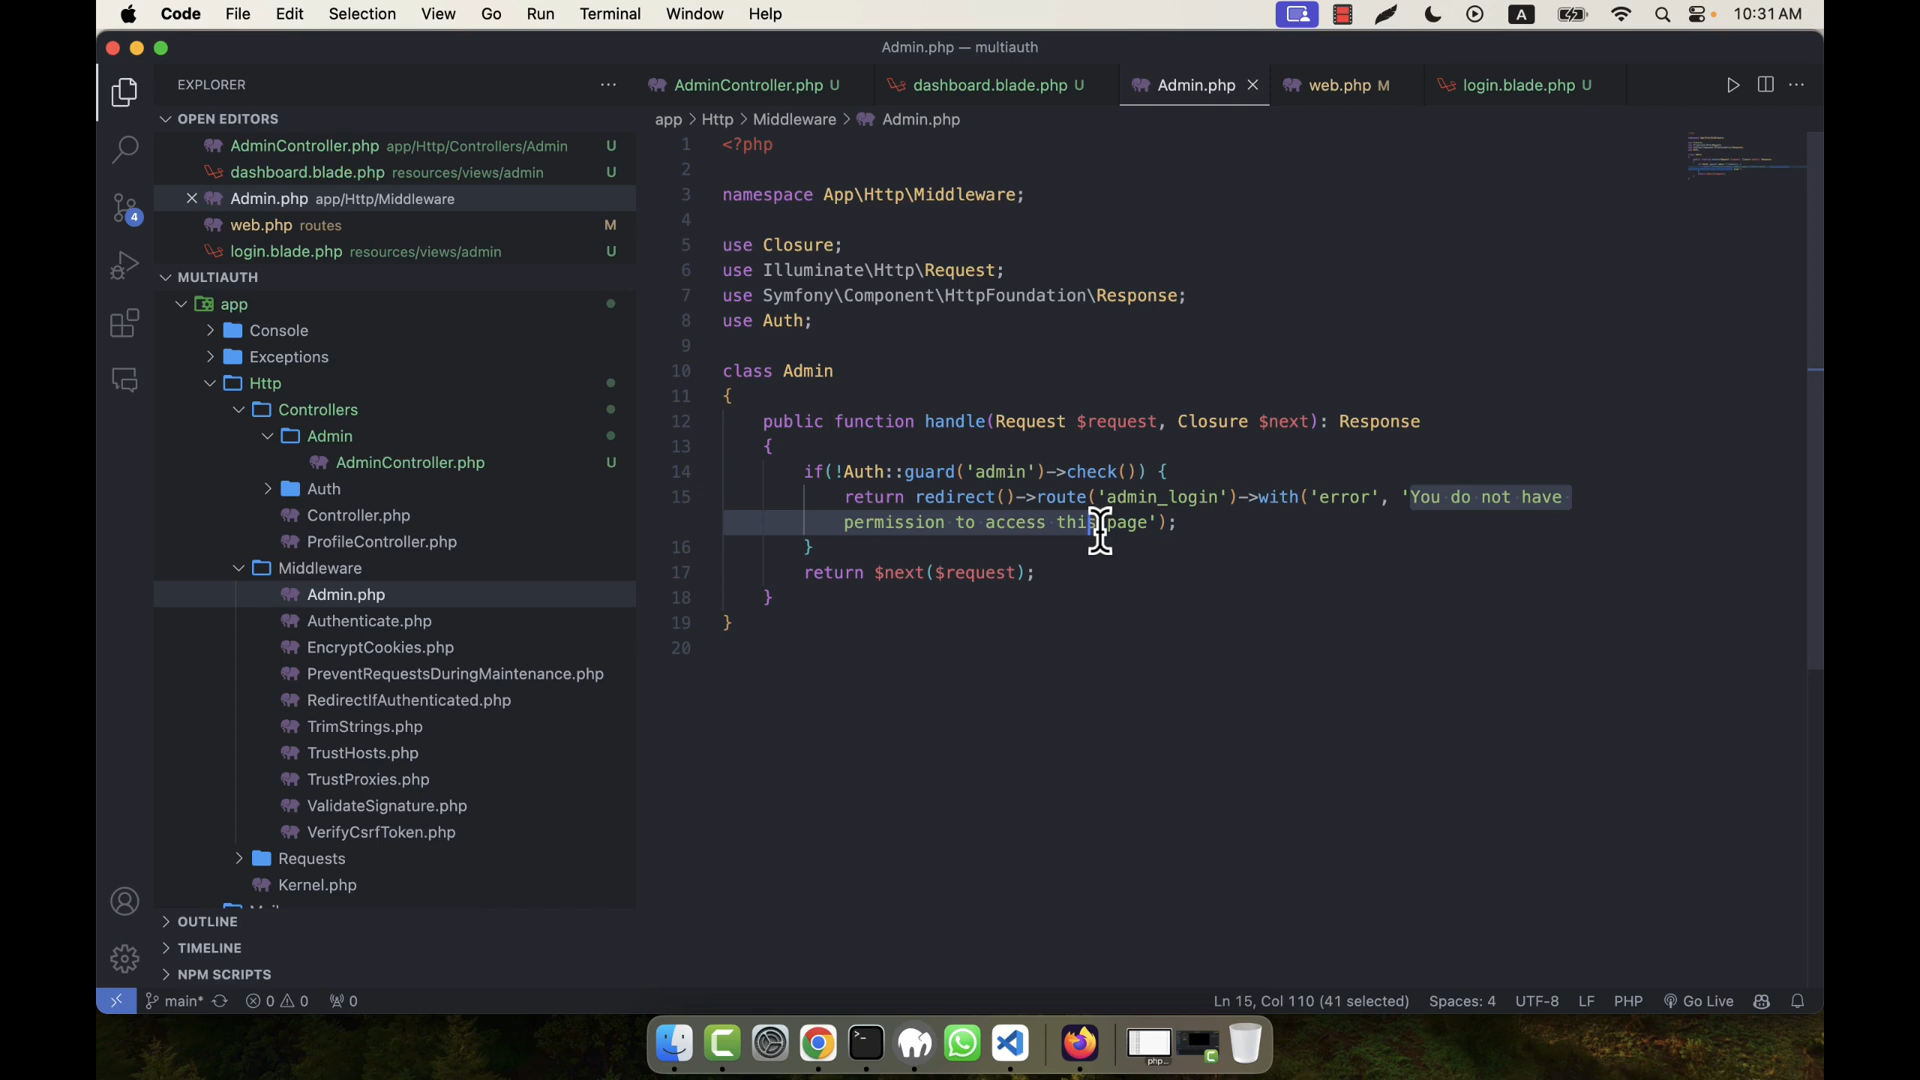 Code File Edit Selection View Go Run Terminal Window Help A 10:31 AM
Admin.php — multiauth
EXPLORER
AdminController.php U dashboard.blade.php U Admin.php web.php M login.blade.php U
OPEN EDITORS
app > Http > Middleware > Admin.php
AdminController.php app/Http/Controllers/Admin U
dashboard.blade.php resources/views/admin U
Admin.php app/Http/Middleware
web.php routes M
login.blade.php resources/views/admin U
MULTIAUTH
app
Console
Exceptions
Http
Controllers
Admin
AdminController.php U
Auth
Controller.php
ProfileController.php
Middleware
Admin.php
Authenticate.php
EncryptCookies.php
PreventRequestsDuringMaintenance.php
RedirectIfAuthenticated.php
TrimStrings.php
TrustHosts.php
TrustProxies.php
ValidateSignature.php
VerifyCsrfToken.php
Requests
Kernel.php
OUTLINE
TIMELINE
NPM SCRIPTS
4
1 <?php
2
3 namespace App\Http\Middleware;
4
5 use Closure;
6 use Illuminate\Http\Request;
7 use Symfony\Component\HttpFoundation\Response;
8 use Auth;
9
10 class Admin
11 {
12 public function handle(Request $request, Closure $next): Response
13 {
14 if(!Auth::guard('admin')->check()) {
15 return redirect()->route('admin_login')->with('error', 'You do not have
permission to access this page');
16 }
17 return $next($request);
18 }
19 }
20
main* 0 0 0 Ln 15, Col 110 (41 selected) Spaces: 4 UTF-8 LF PHP Go Live
php...